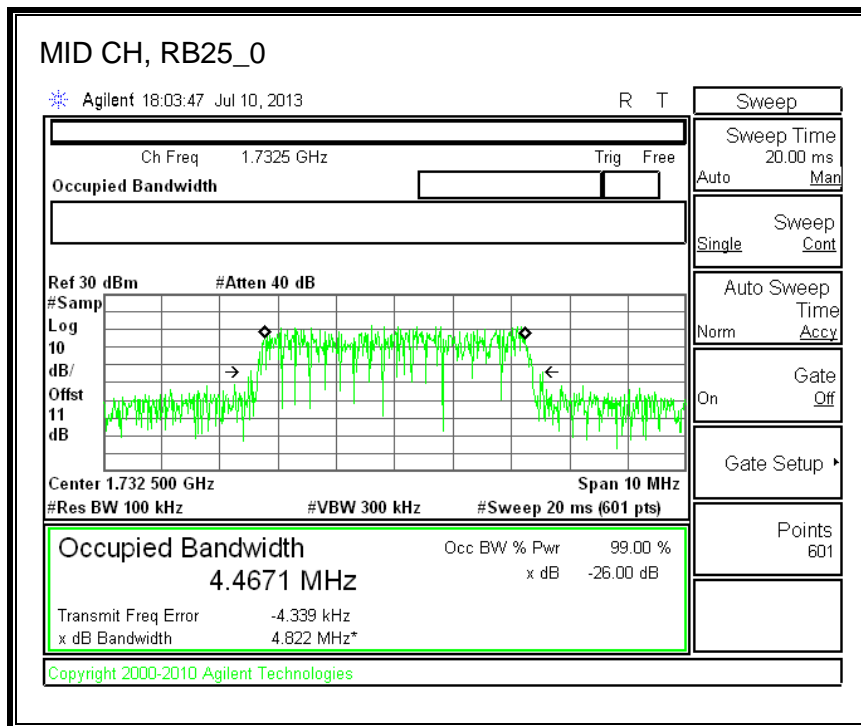 MID CH, RB25_0
Agilent 18:03:47 Jul 10, 2013 R T
Ch Freq 1.7325 GHz Trig Free
Occupied Bandwidth
Ref 30 dBm #Atten 40 dB
#Samp
Log
10
dB/
Offst
11
dB
Center 1.732 500 GHz Span 10 MHz
#Res BW 100 kHz #VBW 300 kHz #Sweep 20 ms (601 pts)
Occupied Bandwidth
4.4671 MHz
Occ BW % Pwr 99.00 %
x dB -26.00 dB
Transmit Freq Error -4.339 kHz
x dB Bandwidth 4.822 MHz*
Copyright 2000-2010 Agilent Technologies
Sweep
Sweep Time
20.00 ms
Auto Man
Sweep
Single Cont
Auto Sweep
Time
Norm Accy
Gate
On Off
Gate Setup
Points
601